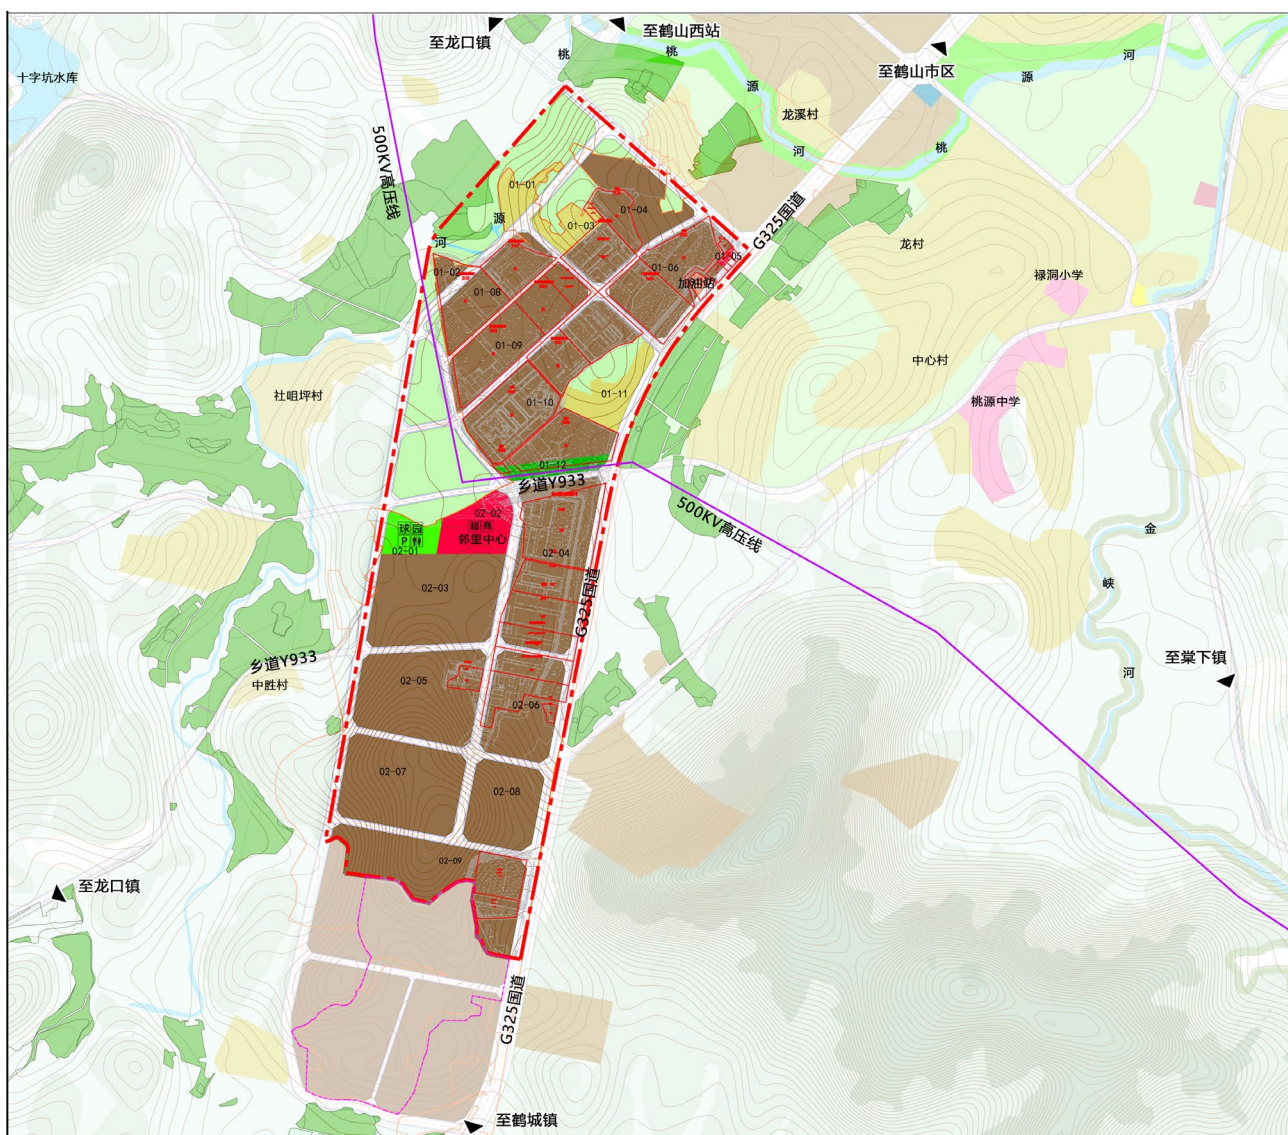 至鹤山西站
至龙口镇
桃
桃
河
至鹤山市区
源
十字坑水库
源
龙溪村
500KV高压线
河
桃
01-01
01-04
源
01-03
G325国道
河
龙村
01-05
01-02
01-06
禄洞小学
加油站
01-08
01-09
中心村
社咀坪村
01-11
01-10
桃源中学
01-12
乡道Y933
500KV高压线
02-02
球 园
超 商
金
P
邻里中心
02-01
02-04
峡
02-03
G325国道
至棠下镇
乡道Y933
河
02-05
中胜村
02-06
02-07
02-08
02-09
至龙口镇
G325国道
至鹤城镇